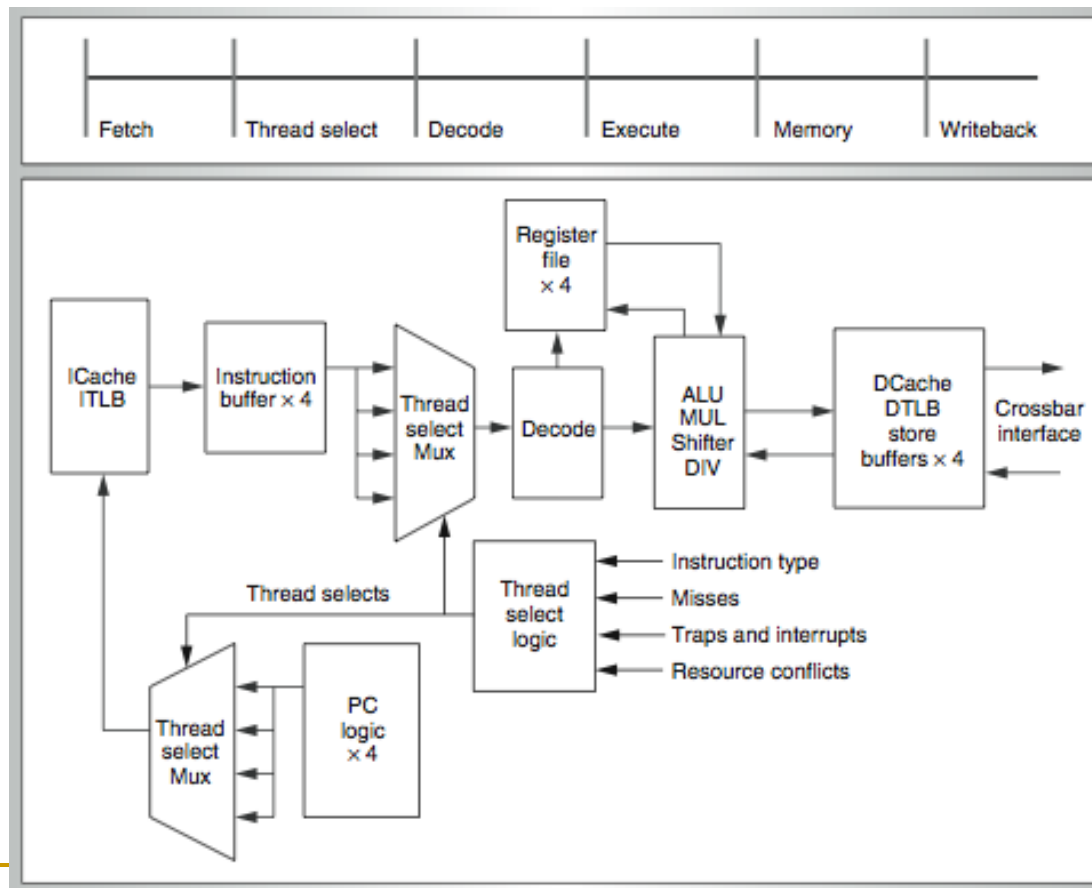 Fetch
Thread select
Decode
Execute
Memory
Writeback
Register
file
× 4
ICache
ITLB
Instruction
buffer × 4
Thread
select
Mux
Decode
ALU
MUL
Shifter
DIV
DCache
DTLB
store
buffers × 4
Crossbar
interface
Thread selects
Thread
select
logic
Instruction type
Misses
Traps and interrupts
Resource conflicts
Thread
select
Mux
PC
logic
× 4